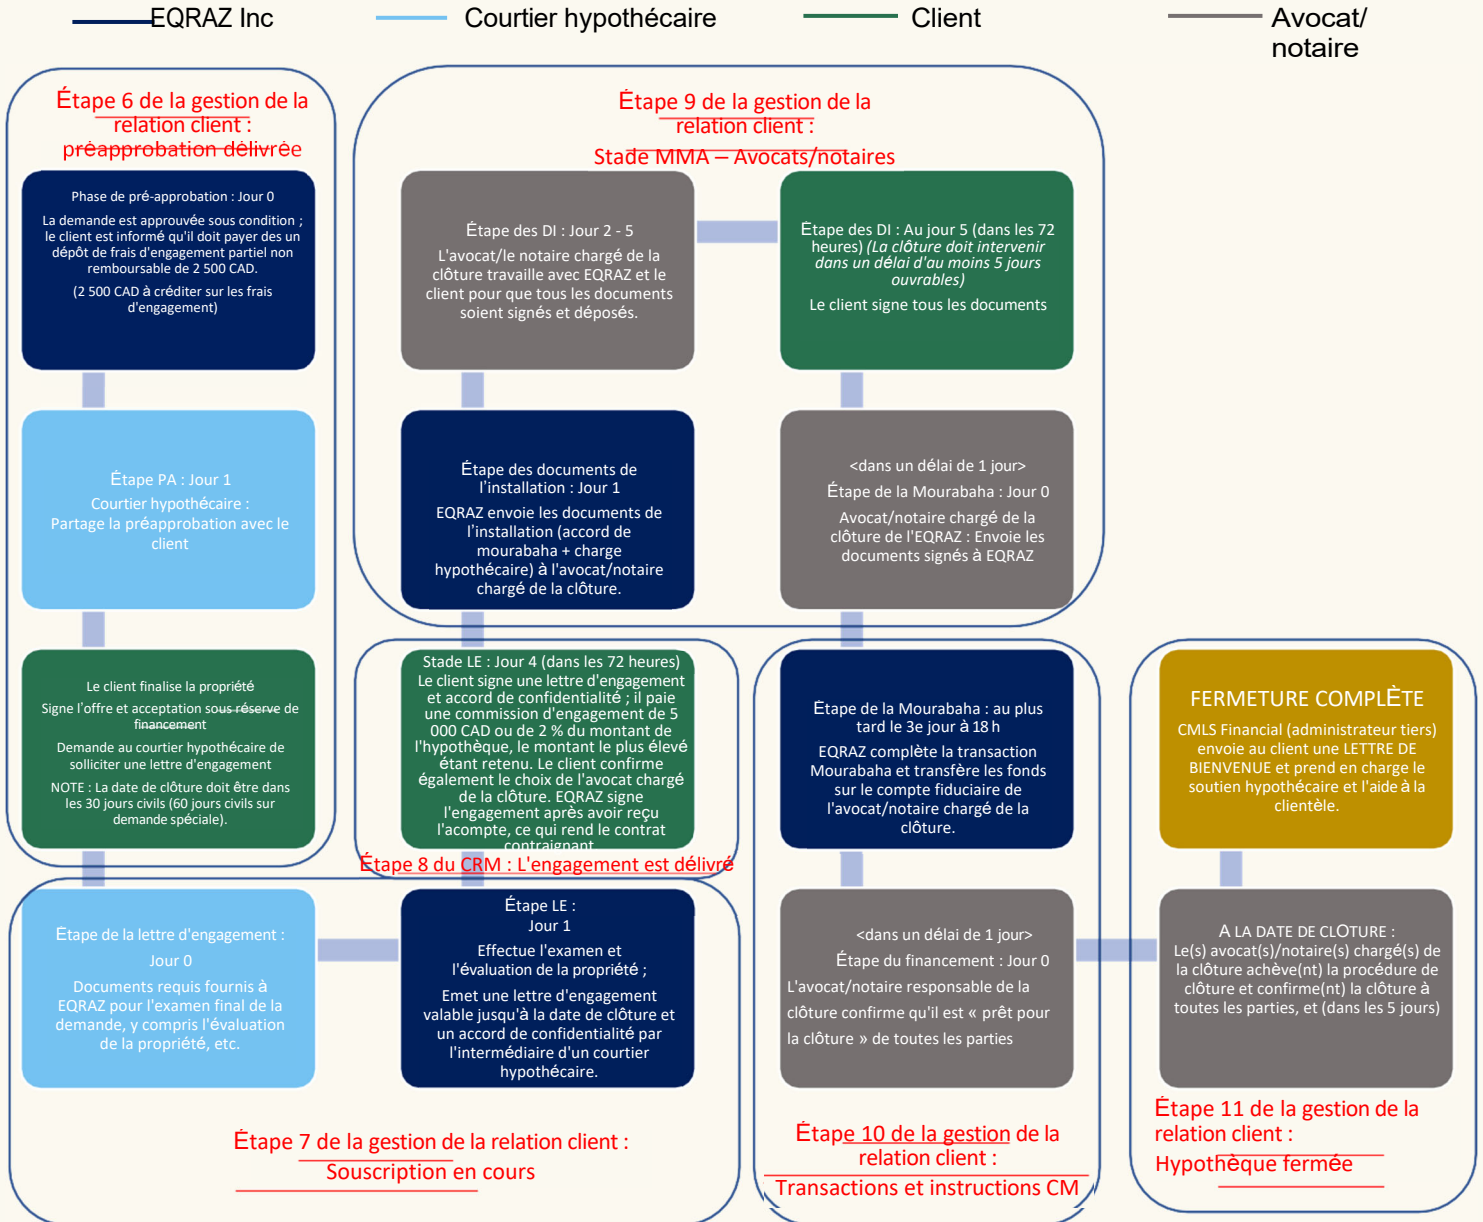 EQRAZ Inc
Courtier hypothécaire
Client
Avocat/
notaire
Étape 6 de la gestion de la
relation client :
préapprobation délivrée
Phase de pré-approbation : Jour 0
La demande est approuvée sous condition ;
le client est informé qu'il doit payer des un
dépôt de frais d'engagement partiel non
remboursable de 2 500 CAD.
(2 500 CAD à créditer sur les frais
d'engagement)
Étape PA : Jour 1
Courtier hypothécaire :
Partage la préapprobation avec le
client
Le client finalise la propriété
Signe l'offre et acceptation sous réserve de
financement
Demande au courtier hypothécaire de
solliciter une lettre d'engagement
NOTE : La date de clôture doit être dans
les 30 jours civils (60 jours civils sur
demande spéciale).
Étape de la lettre d'engagement :
Jour 0
Documents requis fournis à
EQRAZ pour l'examen final de la
demande, y compris l'évaluation
de la propriété, etc.
Étape LE :
Jour 1
Effectue l'examen et
l'évaluation de la propriété ;
Emet une lettre d'engagement
valable jusqu'à la date de clôture et
un accord de confidentialité par
l'intermédiaire d'un courtier
hypothécaire.
Étape 7 de la gestion de la relation client :
Souscription en cours
Stade LE : Jour 4 (dans les 72 heures)
Le client signe une lettre d'engagement
et accord de confidentialité ; il paie
une commission d'engagement de 5
000 CAD ou de 2 % du montant de
l'hypothèque, le montant le plus élevé
étant retenu. Le client confirme
également le choix de l'avocat chargé
de la clôture. EQRAZ signe
l'engagement après avoir reçu
l'acompte, ce qui rend le contrat
contraignant
Étape 8 du CRM : L'engagement est délivré
Étape 9 de la gestion de la
relation client :
Stade MMA – Avocats/notaires
Étape des documents de
l'installation : Jour 1
EQRAZ envoie les documents de
l'installation (accord de
mourabaha + charge
hypothécaire) à l'avocat/notaire
chargé de la clôture.
Étape des DI : Jour 2 - 5
L'avocat/le notaire chargé de la
clôture travaille avec EQRAZ et le
client pour que tous les documents
soient signés et déposés.
Étape des DI : Au jour 5 (dans les 72
heures) (La clôture doit intervenir
dans un délai d'au moins 5 jours
ouvrables)
Le client signe tous les documents
<dans un délai de 1 jour>
Étape de la Mourabaha : Jour 0
Avocat/notaire chargé de la
clôture de l'EQRAZ : Envoie les
documents signés à EQRAZ
Étape de la Mourabaha : au plus
tard le 3e jour à 18 h
EQRAZ complète la transaction
Mourabaha et transfère les fonds
sur le compte fiduciaire de
l'avocat/notaire chargé de la
clôture.
<dans un délai de 1 jour>
Étape du financement : Jour 0
L'avocat/notaire responsable de la
clôture confirme qu'il est « prêt pour
la clôture » de toutes les parties
Étape 10 de la gestion de la
relation client :
Transactions et instructions CM
A LA DATE DE CLOTURE :
Le(s) avocat(s)/notaire(s) chargé(s) de
la clôture achève(nt) la procédure de
clôture et confirme(nt) la clôture à
toutes les parties, et (dans les 5 jours)
FERMETURE COMPLÈTE
CMLS Financial (administrateur tiers)
envoie au client une LETTRE DE
BIENVENUE et prend en charge le
soutien hypothécaire et l'aide à la
clientèle.
Étape 11 de la gestion de la
relation client :
Hypothèque fermée